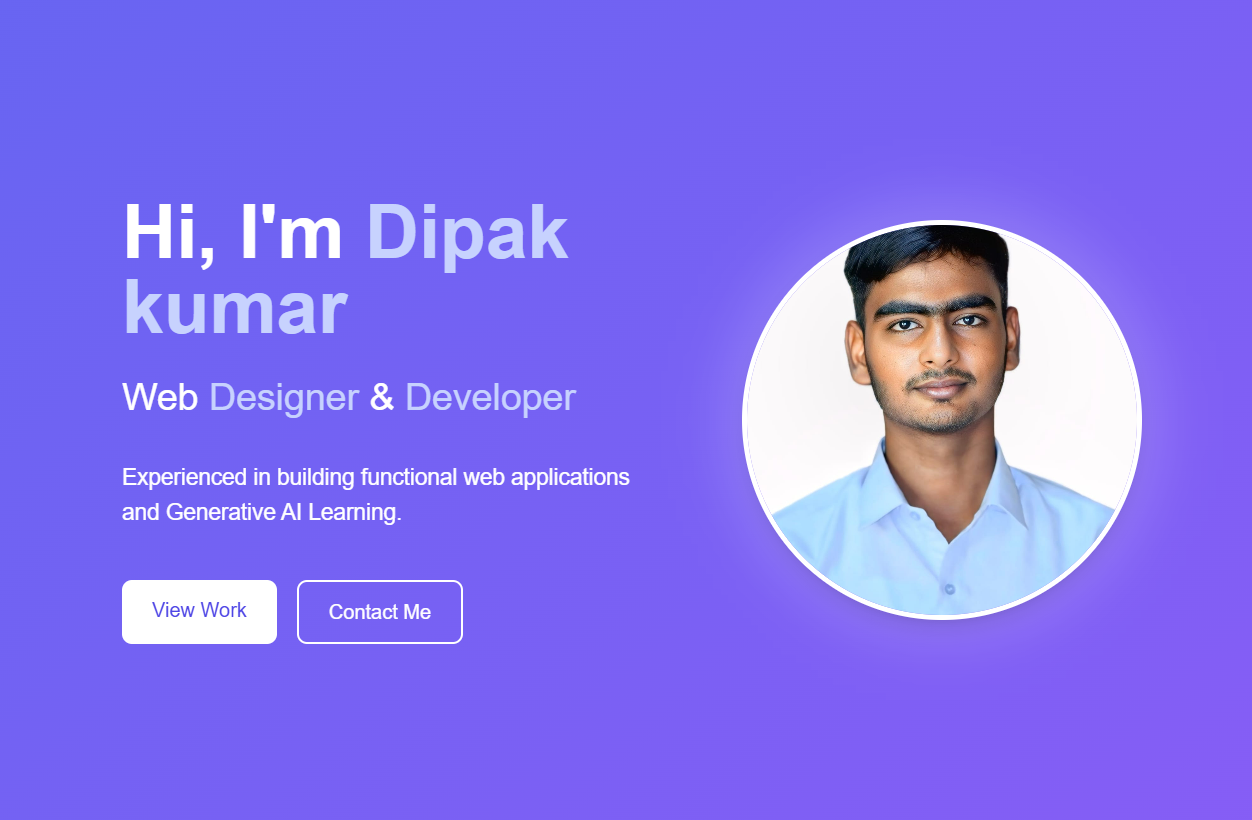 Hi, I'm Dipak
kumar
Web Designer & Developer
Experienced in building functional web applications
and Generative AI Learning.
View Work
Contact Me